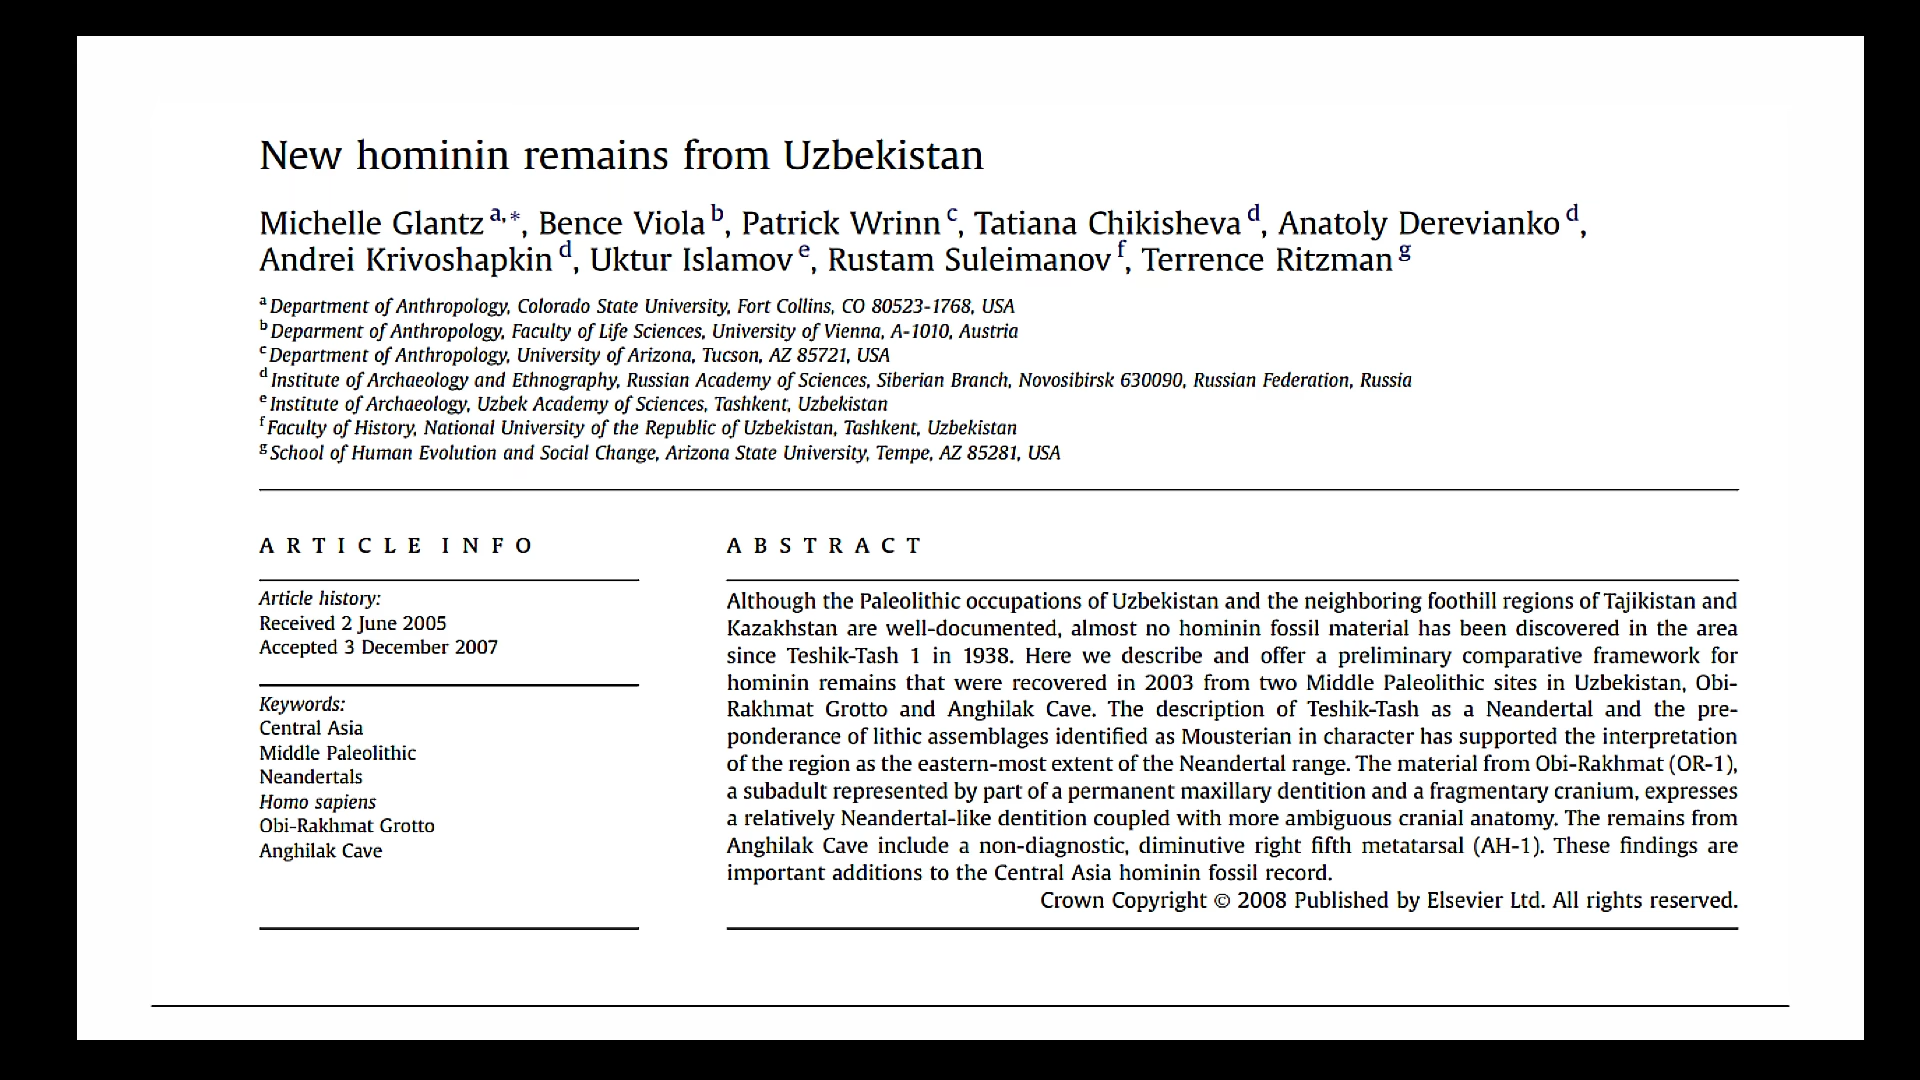 New hominin remains from Uzbekistan
Michelle Glantz a,*, Bence Viola b, Patrick Wrinn c, Tatiana Chikisheva d, Anatoly Derevianko d,
Andrei Krivoshapkin d, Uktur Islamov e, Rustam Suleimanov f, Terrence Ritzman g
a Department of Anthropology, Colorado State University, Fort Collins, CO 80523-1768, USA
b Deparment of Anthropology, Faculty of Life Sciences, University of Vienna, A-1010, Austria
c Department of Anthropology, University of Arizona, Tucson, AZ 85721, USA
d Institute of Archaeology and Ethnography, Russian Academy of Sciences, Siberian Branch, Novosibirsk 630090, Russian Federation, Russia
e Institute of Archaeology, Uzbek Academy of Sciences, Tashkent, Uzbekistan
f Faculty of History, National University of the Republic of Uzbekistan, Tashkent, Uzbekistan
g School of Human Evolution and Social Change, Arizona State University, Tempe, AZ 85281, USA
ARTICLE INFO
Article history:
Received 2 June 2005
Accepted 3 December 2007
Keywords:
Central Asia
Middle Paleolithic
Neandertals
Homo sapiens
Obi-Rakhmat Grotto
Anghilak Cave
ABSTRACT
Although the Paleolithic occupations of Uzbekistan and the neighboring foothill regions of Tajikistan and
Kazakhstan are well-documented, almost no hominin fossil material has been discovered in the area
since Teshik-Tash 1 in 1938. Here we describe and offer a preliminary comparative framework for
hominin remains that were recovered in 2003 from two Middle Paleolithic sites in Uzbekistan, Obi-
Rakhmat Grotto and Anghilak Cave. The description of Teshik-Tash as a Neandertal and the pre-
ponderance of lithic assemblages identified as Mousterian in character has supported the interpretation
of the region as the eastern-most extent of the Neandertal range. The material from Obi-Rakhmat (OR-1),
a subadult represented by part of a permanent maxillary dentition and a fragmentary cranium, expresses
a relatively Neandertal-like dentition coupled with more ambiguous cranial anatomy. The remains from
Anghilak Cave include a non-diagnostic, diminutive right fifth metatarsal (AH-1). These findings are
important additions to the Central Asia hominin fossil record.
Crown Copyright © 2008 Published by Elsevier Ltd. All rights reserved.